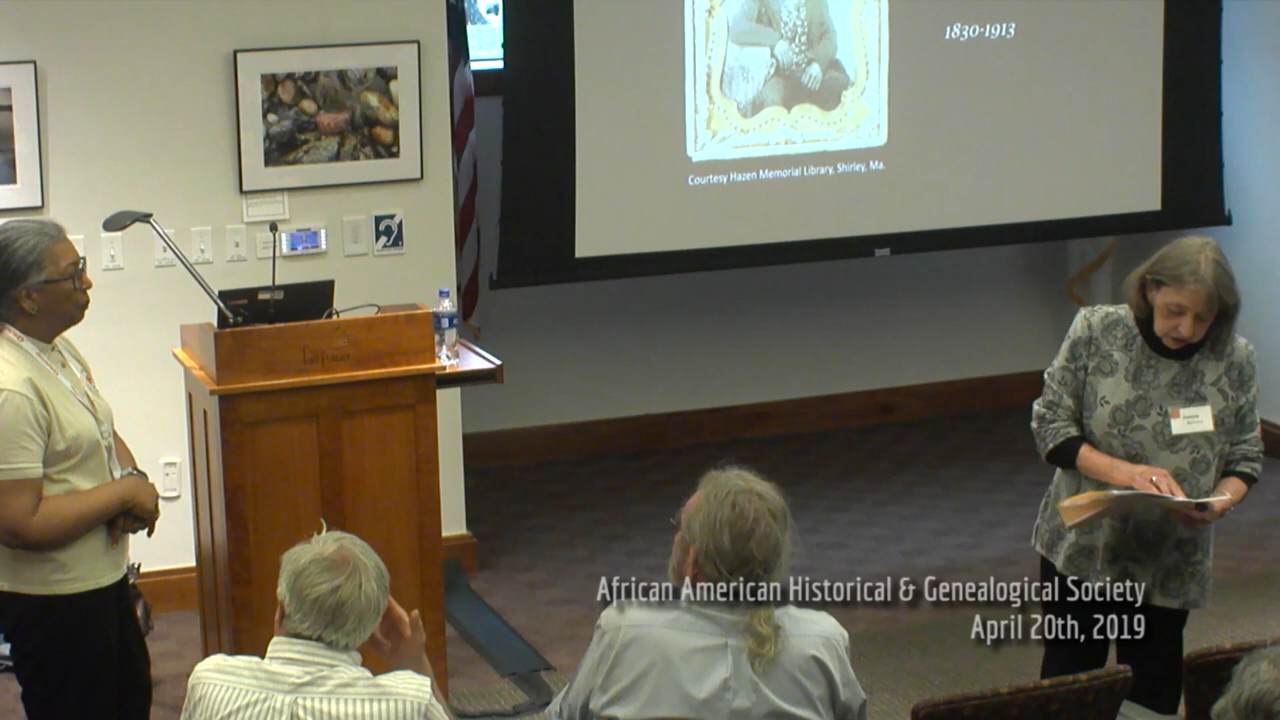 1830-1913
Courtesy Hazen Memorial Library, Shirley, Ma.
African American Historical & Genealogical Society
April 20th, 2019